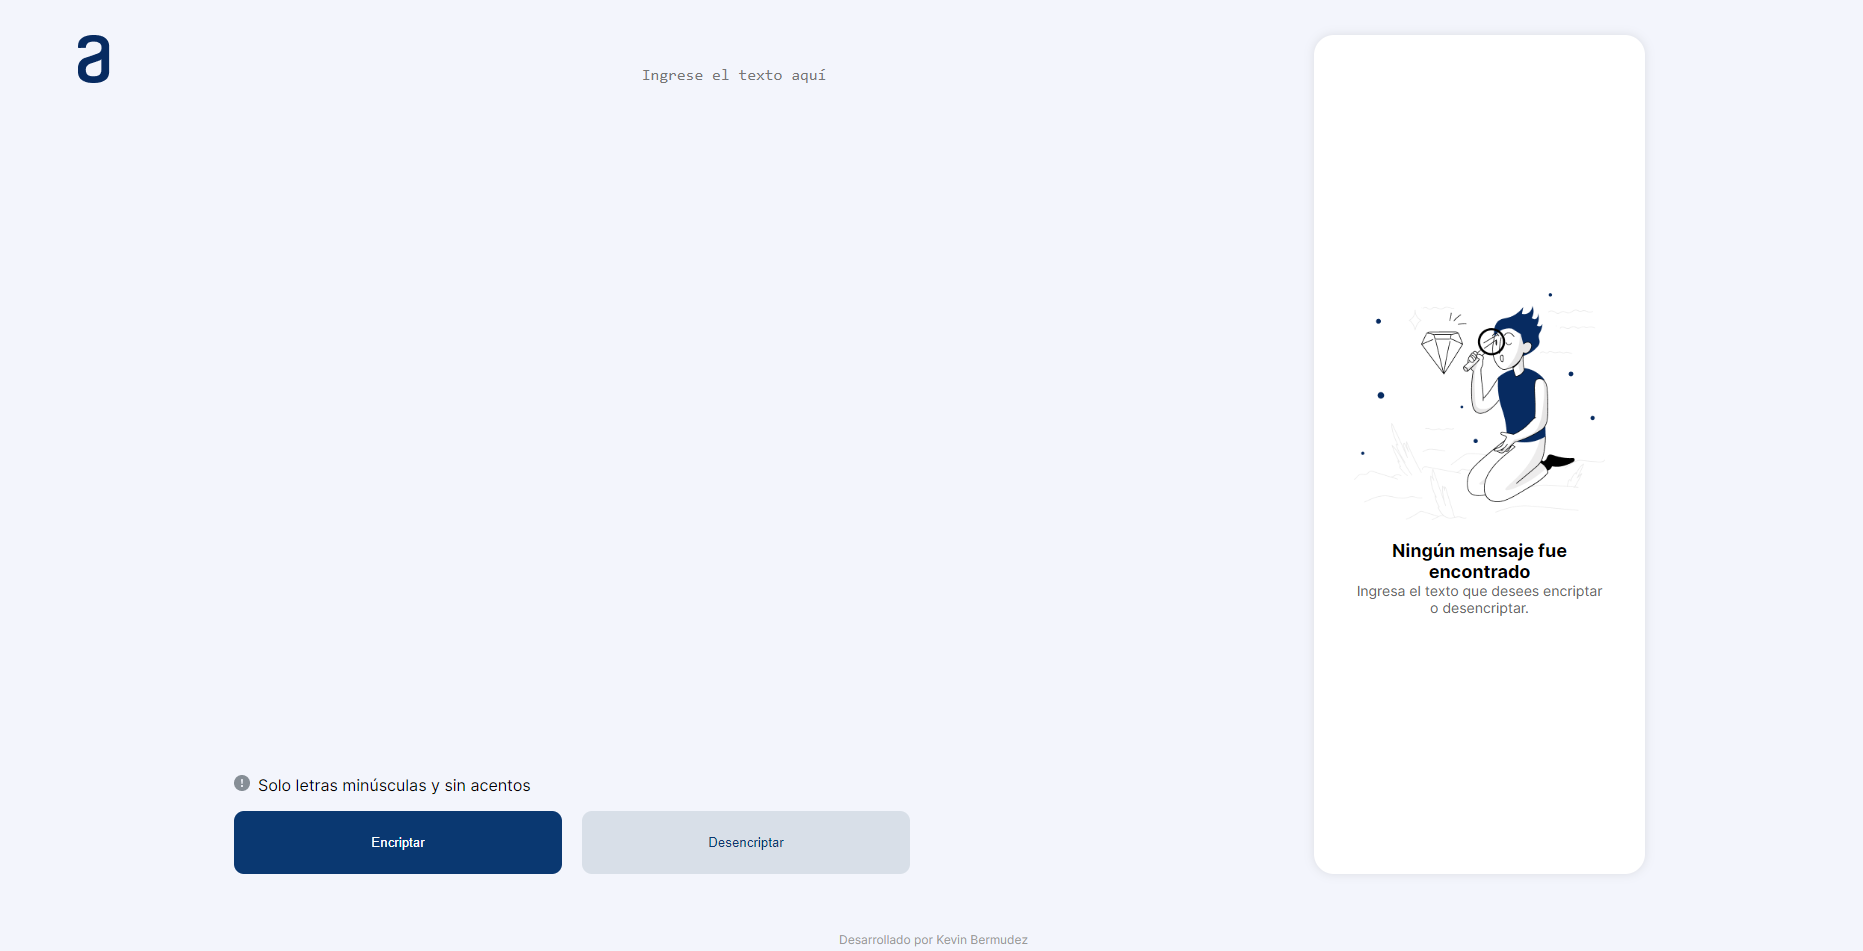 a
Ingrese el texto aquí
Ningún mensaje fue
encontrado
Ingresa el texto que desees encriptar
o desencriptar.
Solo letras minúsculas y sin acentos
Encriptar
Desencriptar
Desarrollado por Kevin Bermudez